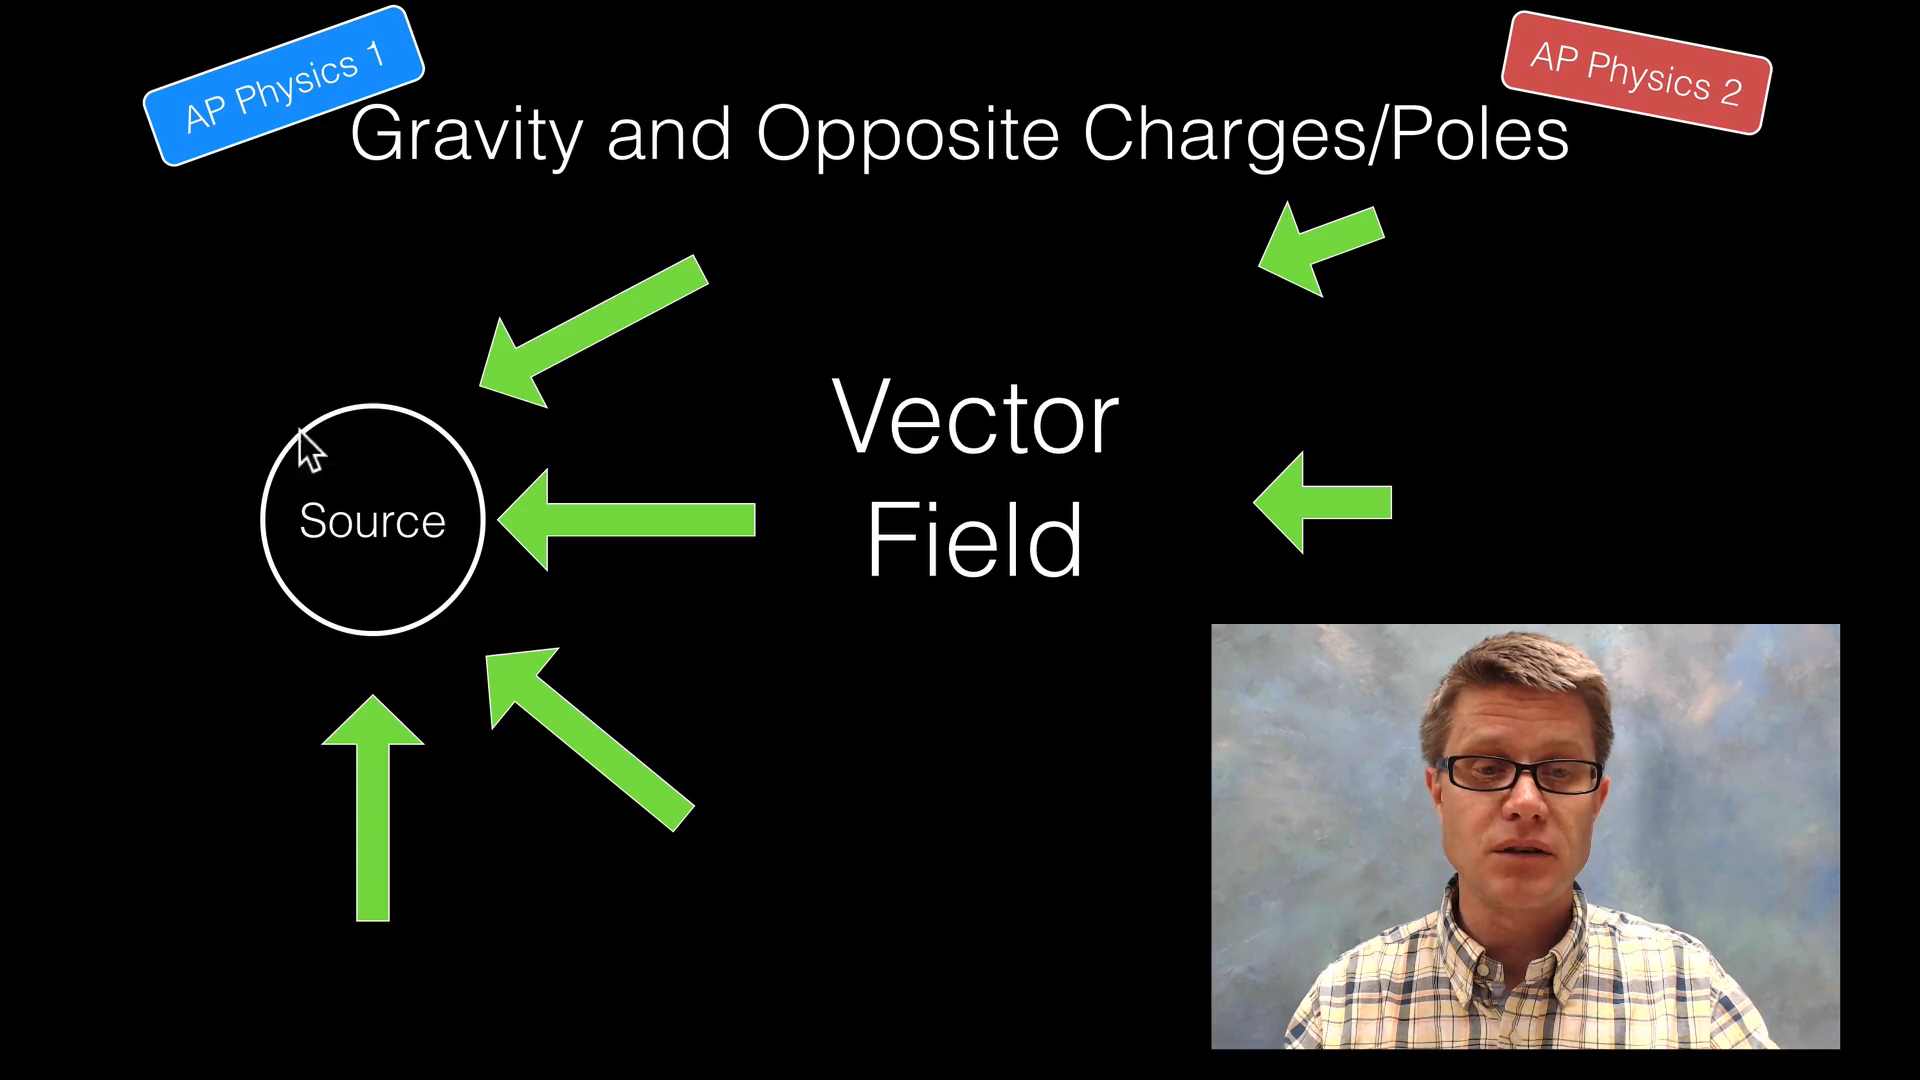 AP Physics 1
AP Physics 2
Gravity and Opposite Charges/Poles
Vector
Field
Source